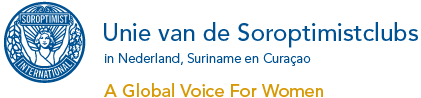 SOROPTIMIST
INTERNATIONAL
Unie van de Soroptimistclubs
in Nederland, Suriname en Curaçao
A Global Voice For Women